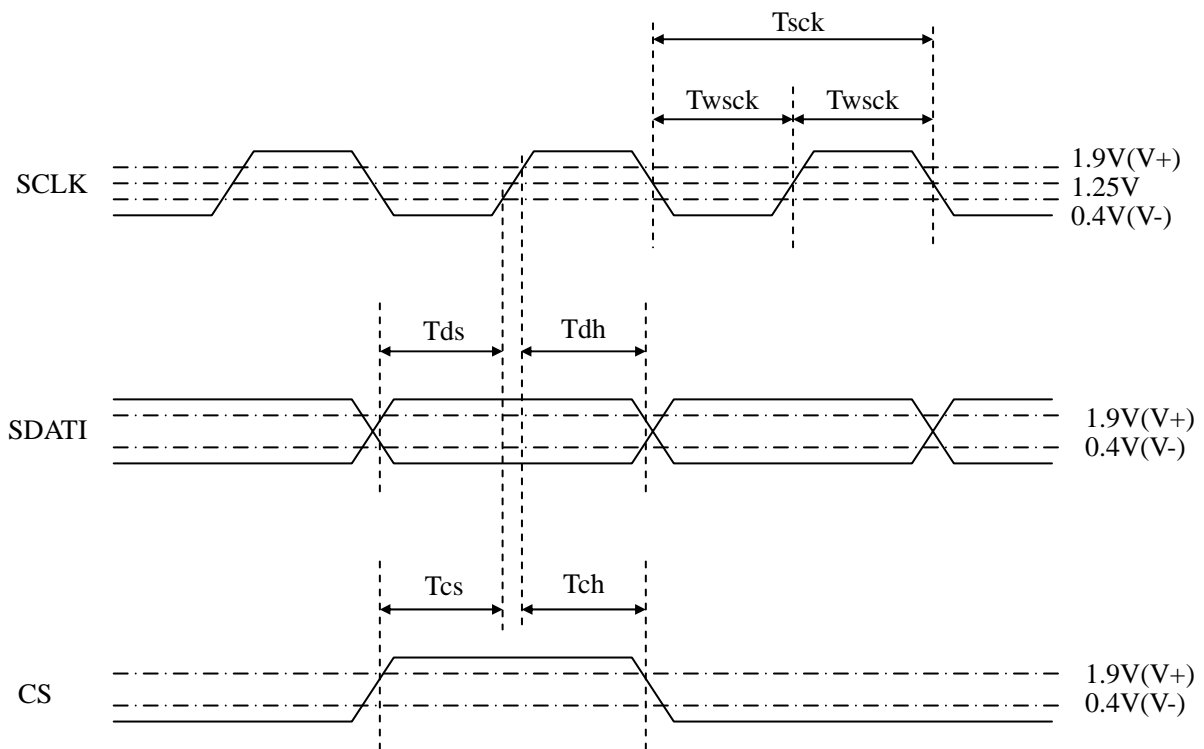 Tsck
Twsck Twsck
SCLK
1.9V(V+)
1.25V
0.4V(V-)
Tds Tdh
SDATI
1.9V(V+)
0.4V(V-)
Tcs Tch
CS
1.9V(V+)
0.4V(V-)